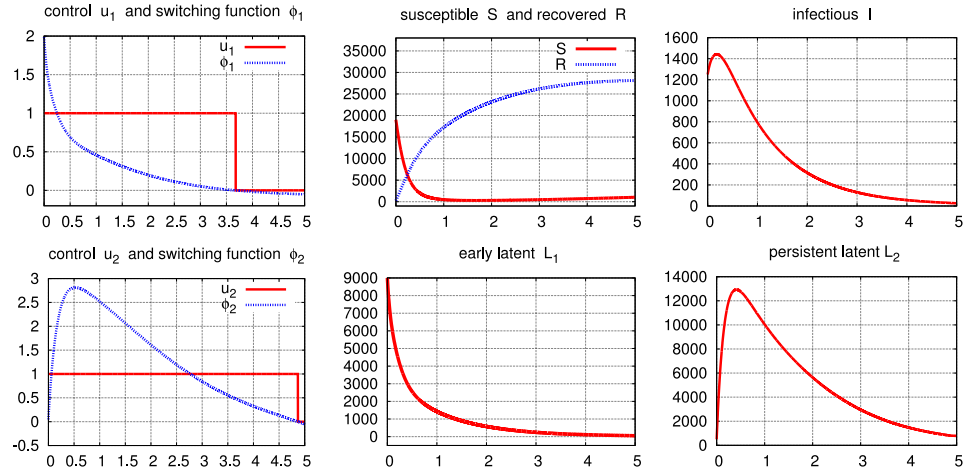 control u1 and switching function ϕ1
u1
ϕ1
2
1
0
0 0.5 1 1.5 2 2.5 3 3.5 4 4.5 5
susceptible S and recovered R
S
R
35000
30000
25000
20000
15000
10000
5000
0
0 1 2 3 4 5
infectious I
1600
1400
1200
1000
800
600
400
200
0
0 1 2 3 4 5
control u2 and switching function ϕ2
u2
ϕ2
3
2.5
2
1.5
1
0.5
0
-0.5
0 0.5 1 1.5 2 2.5 3 3.5 4 4.5 5
early latent L1
9000
8000
7000
6000
5000
4000
3000
2000
1000
0
0 1 2 3 4 5
persistent latent L2
14000
12000
10000
8000
6000
4000
2000
0
0 1 2 3 4 5